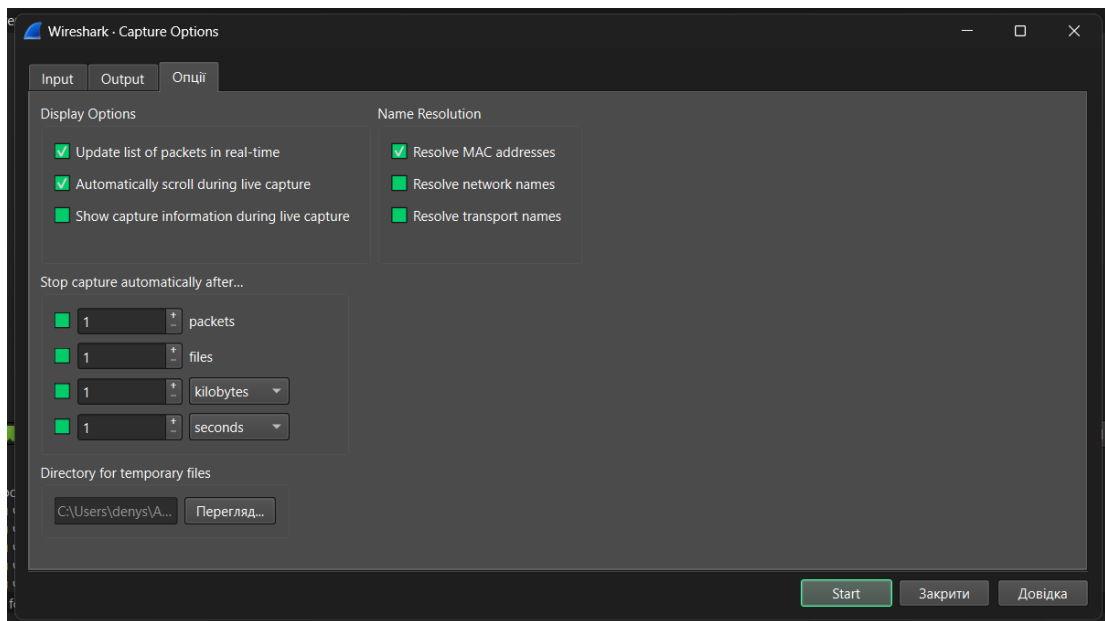 Wireshark · Capture Options
Input Output Опції
Display Options
Update list of packets in real-time
Automatically scroll during live capture
Show capture information during live capture
Name Resolution
Resolve MAC addresses
Resolve network names
Resolve transport names
Stop capture automatically after...
1 packets
1 files
1 kilobytes
1 seconds
Directory for temporary files
C:\Users\denys\A... Перегляд...
Start Закрити Довідка